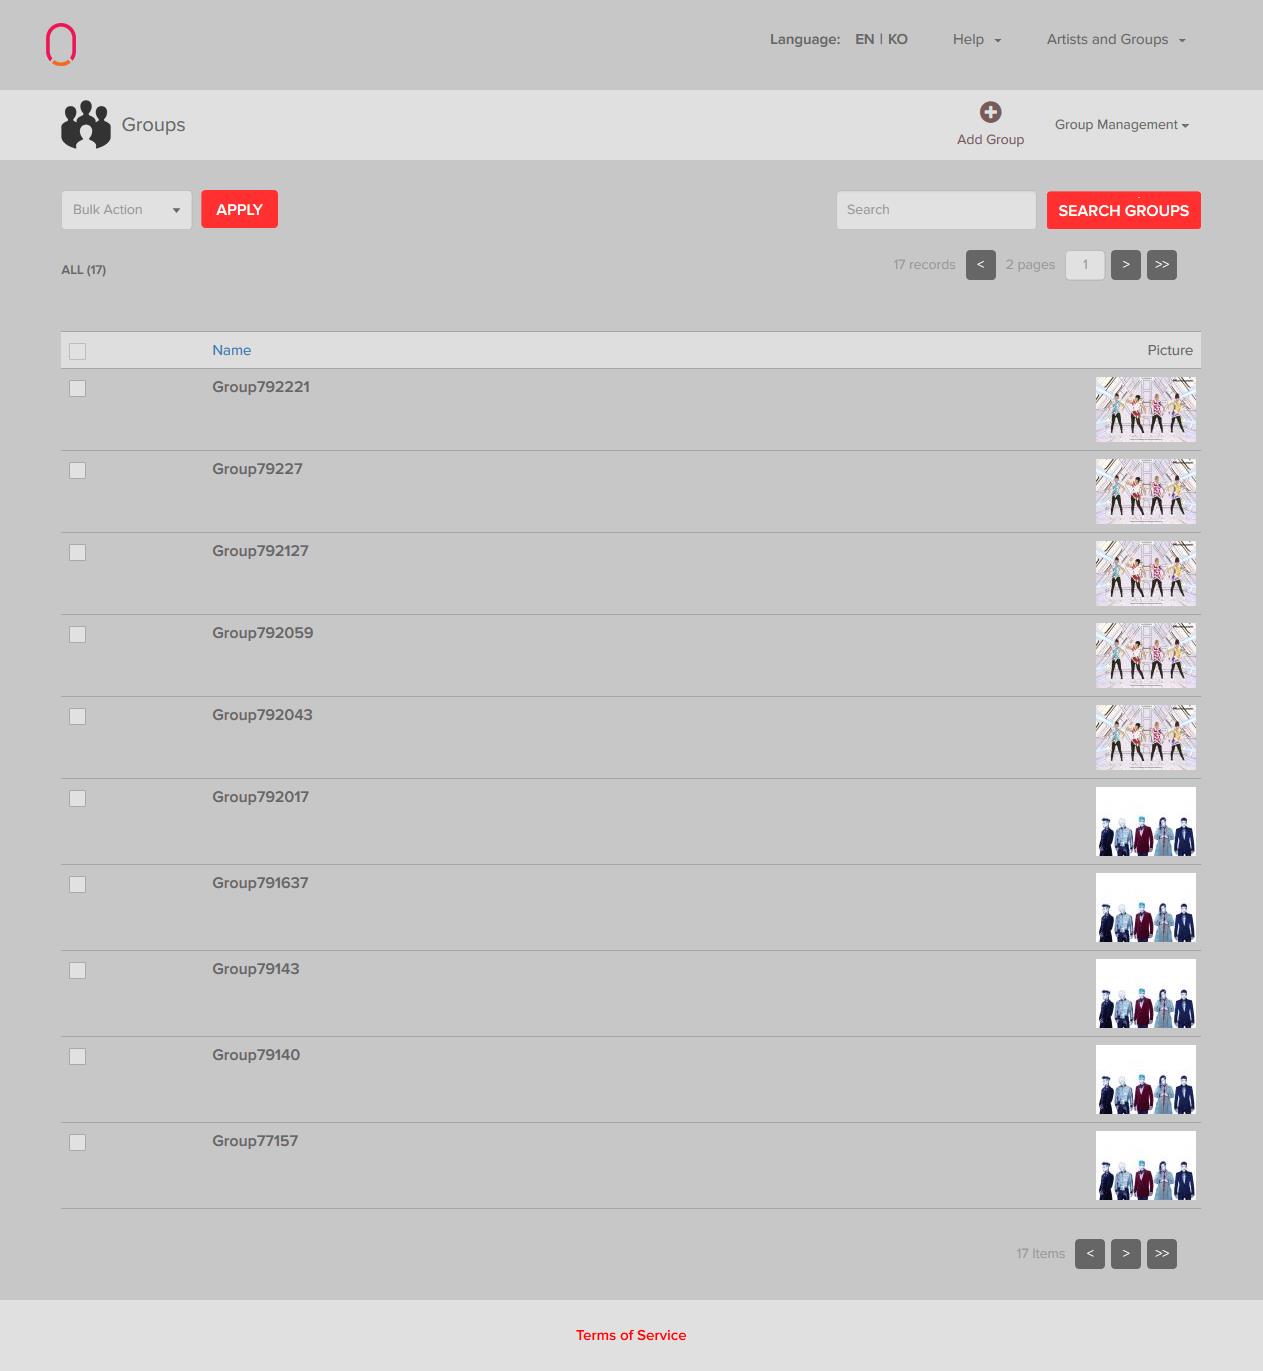 Language: EN | KO Help Artists and Groups
Groups
Add Group
Group Management
Bulk Action APPLY Search SEARCH GROUPS
ALL (17)
17 records < 2 pages 1 > >>
Name Picture
Group792221
Group79227
Group792127
Group792059
Group792043
Group792017
Group791637
Group79143
Group79140
Group77157
17 Items < > >>
Terms of Service